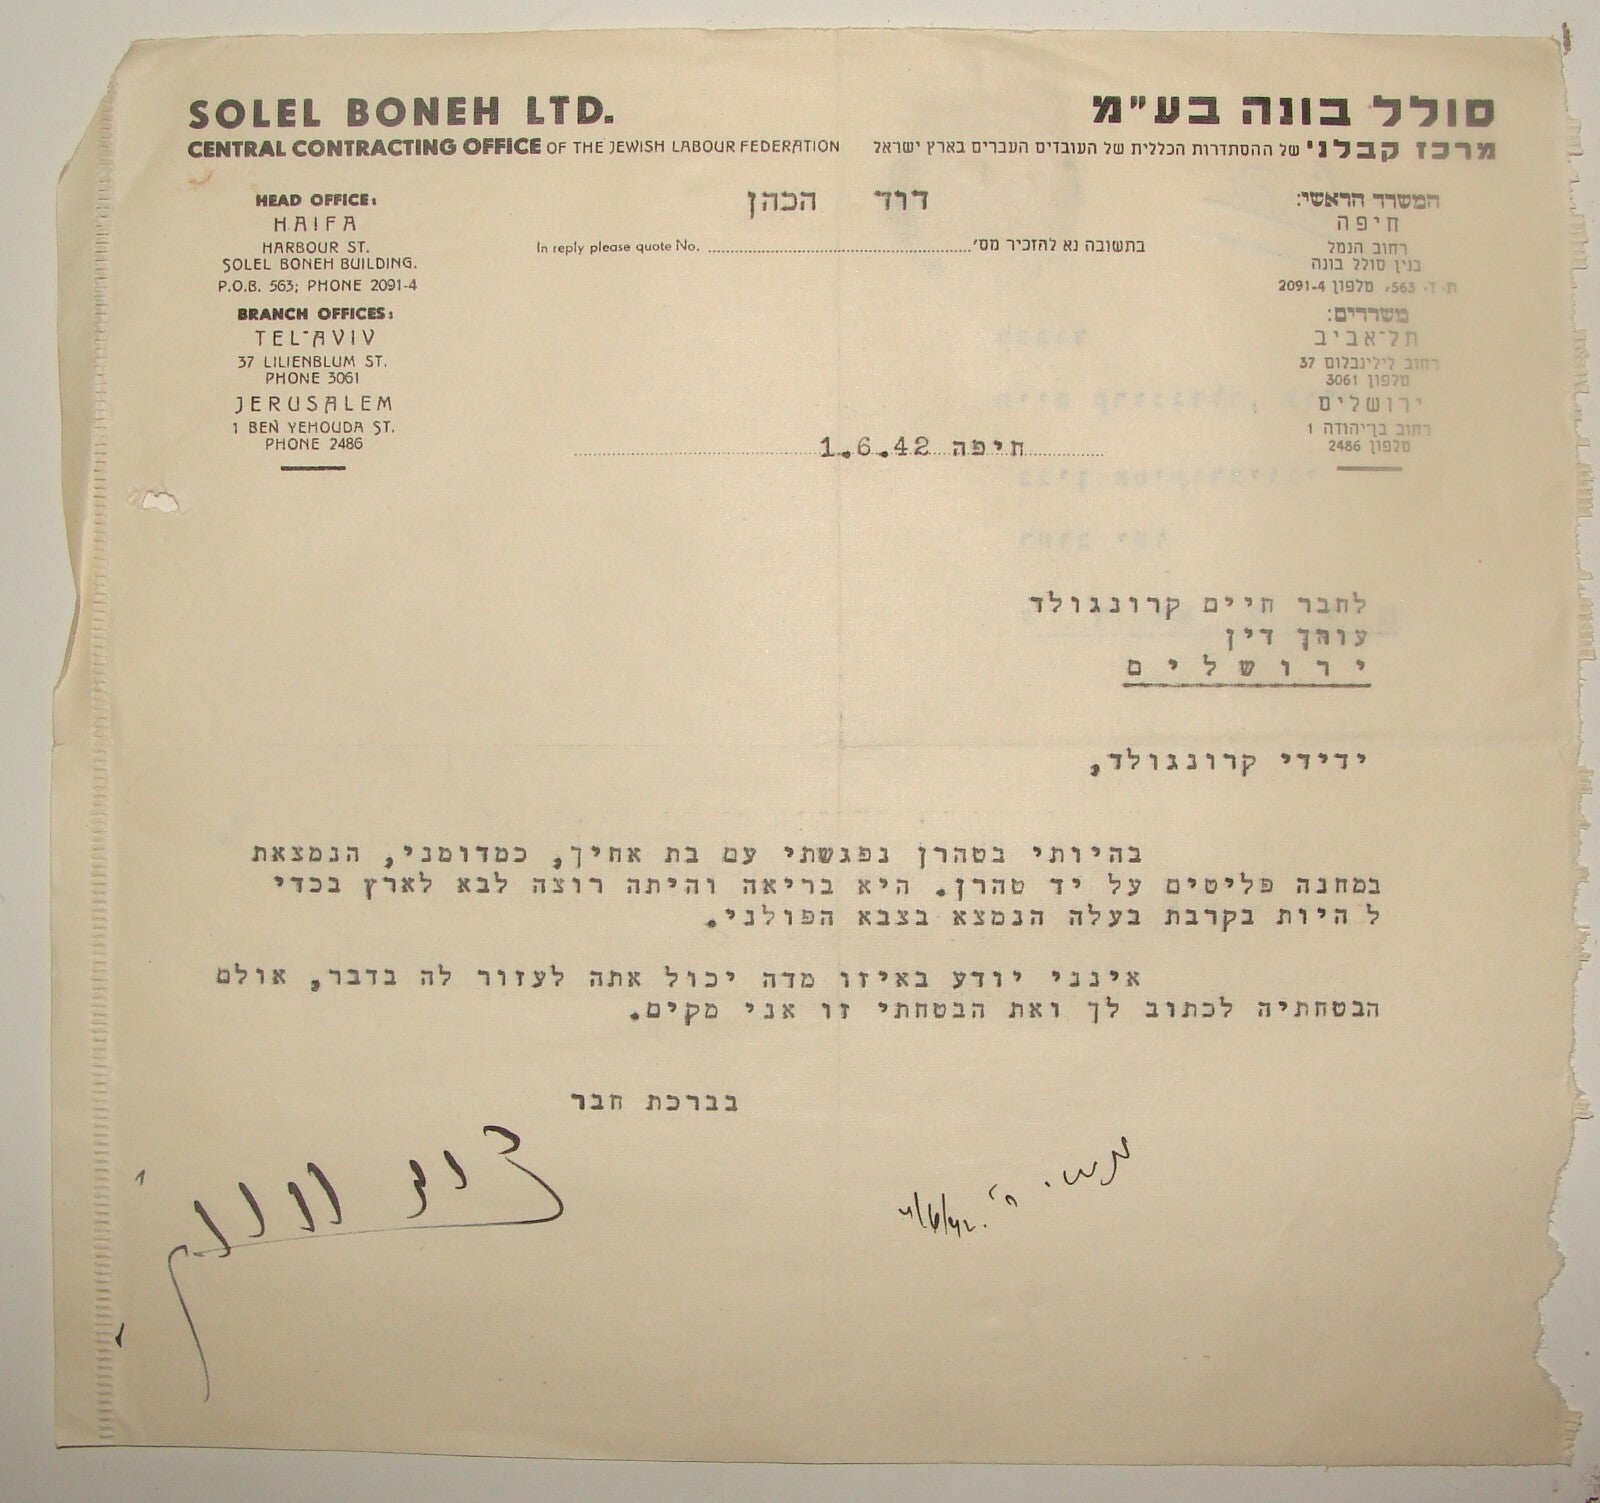 SOLEL BONEH LTD.
סולל בונה בע"מ
CENTRAL CONTRACTING OFFICE OF THE JEWISH LABOUR FEDERATION
מרכז קבלני של ההסתדרות הכללית של העובדים העברים בארץ ישראל
HEAD OFFICE:
HAIFA
HARBOUR ST.
SOLEL BONEH BUILDING.
P.O.B. 563; PHONE 2091-4
BRANCH OFFICES:
TEL-AVIV
37 LILIENBLUM ST.
PHONE 3061
JERUSALEM
1 BEN YEHOUDA ST.
PHONE 2486
דוד הכהן
In reply please quote No. בתשובה נא להזכיר מס'
המשרד הראשי:
חיפה
רחוב הנמל
בנין סולל בונה
ת. ד. 563, טלפון 2091-4
משרדים:
תל-אביב
רחוב לילינבלום 37
טלפון 3061
ירושלים
רחוב בן-יהודה 1
טלפון 2486
חיפה 1.6.42
לחבר חיים קרונגולד
עורך דין
ירושלים
ידידי קרונגולד,
בהיותי בטהרן נפגשתי עם בת אחיך, כמדומני, הנמצאת
במחנה פליטים על יד טהרן. היא בריאה והיתה רוצה לבא לארץ בכדי
ל היות בקרבת בעלה הנמצא בצבא הפולני.
אינני יודע באיזו מדה יכול אתה לעזור לה בדבר, אולם
הבטחתיה לכתוב לך ואת הבטחתי זו אני מקים.
בברכת חבר
דוד הכהן
4/6/42.